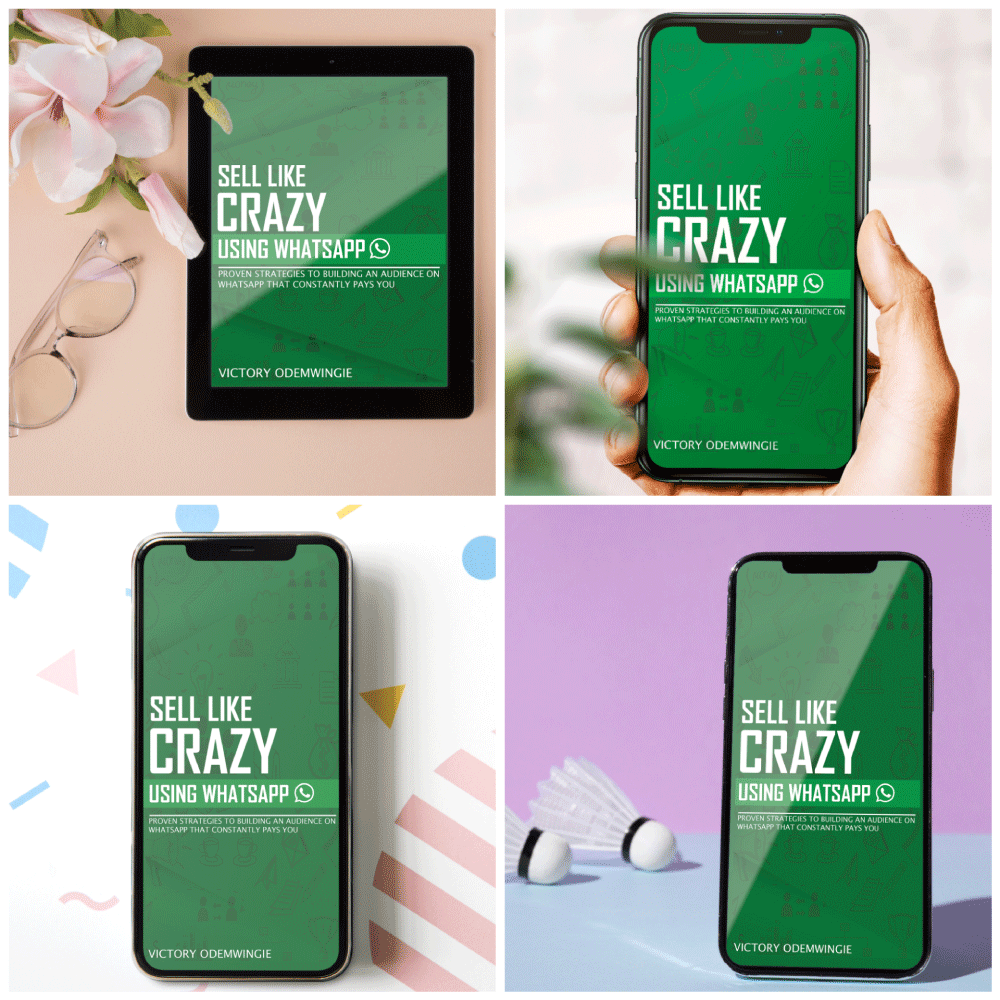 SELL LIKE
CRAZY
USING WHATSAPP
PROVEN STRATEGIES TO BUILDING AN AUDIENCE ON
WHATSAPP THAT CONSTANTLY PAYS YOU
VICTORY ODEMWINGIE
SELL LIKE
CRAZY
USING WHATSAPP
PROVEN STRATEGIES TO BUILDING AN AUDIENCE ON
WHATSAPP THAT CONSTANTLY PAYS YOU
VICTORY ODEMWINGIE
SELL LIKE
CRAZY
USING WHATSAPP
PROVEN STRATEGIES TO BUILDING AN AUDIENCE ON
WHATSAPP THAT CONSTANTLY PAYS YOU
VICTORY ODEMWINGIE
SELL LIKE
CRAZY
USING WHATSAPP
PROVEN STRATEGIES TO BUILDING AN AUDIENCE ON
WHATSAPP THAT CONSTANTLY PAYS YOU
VICTORY ODEMWINGIE